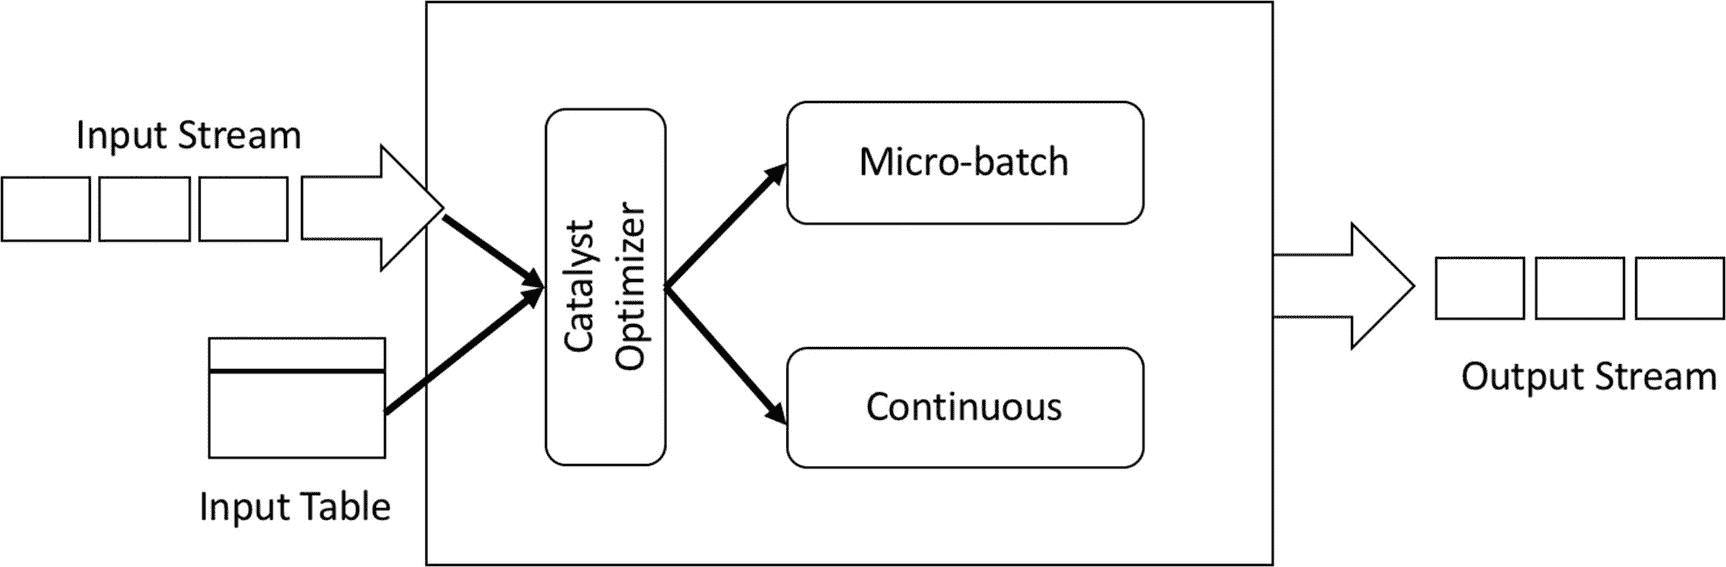 Input Stream
Input Table
Catalyst
Optimizer
Micro-batch
Continuous
Output Stream